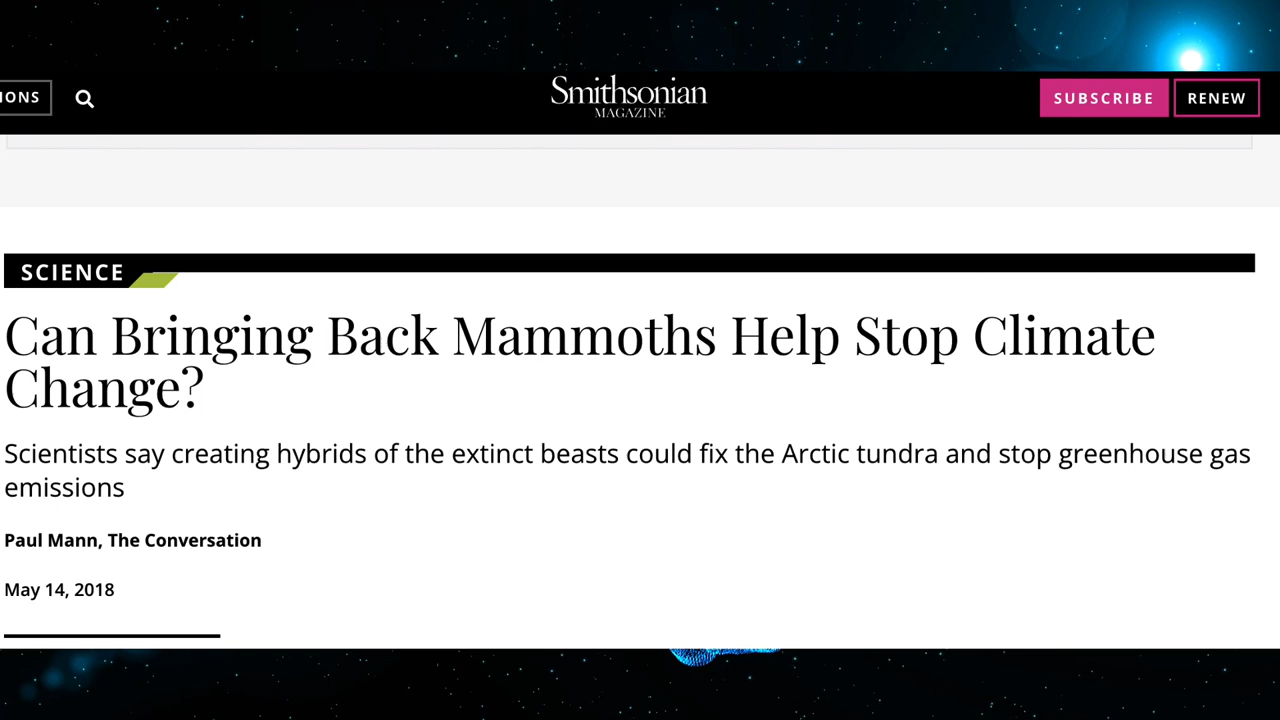 IONS
Smithsonian
MAGAZINE
SUBSCRIBE
RENEW
SCIENCE
Can Bringing Back Mammoths Help Stop Climate
Change?
Scientists say creating hybrids of the extinct beasts could fix the Arctic tundra and stop greenhouse gas
emissions
Paul Mann, The Conversation
May 14, 2018